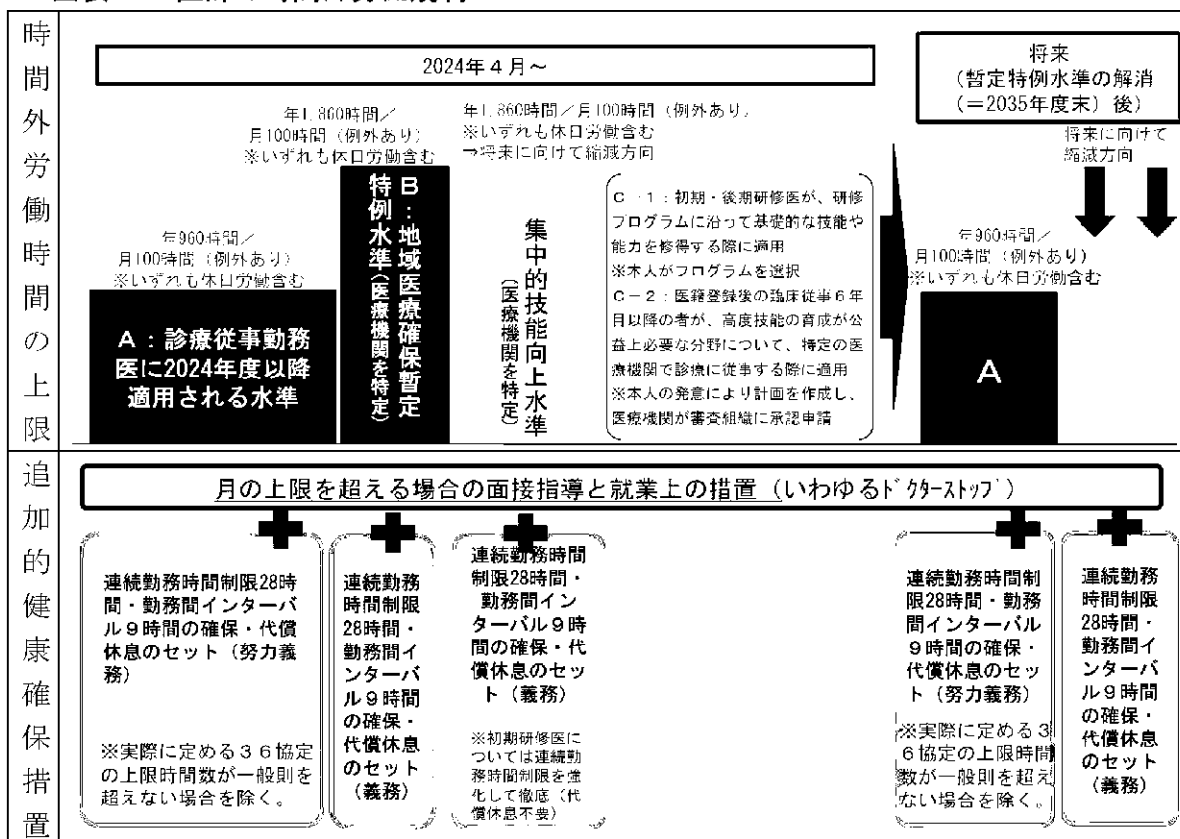 時間外労働時間の上限
2024年４月～
将来
（暫定特例水準の解消
（＝2035年度末）後）
年1,860時間／
月100時間（例外あり）
※いずれも休日労働含む
年1,860時間／月100時間（例外あり）
※いずれも休日労働含む
⇒将来に向けて縮減方向
将来に向けて
縮減方向
年960時間／
月100時間（例外あり）
※いずれも休日労働含む
Ａ：診療従事勤務
医に2024年度以降
適用される水準
Ｂ：地域医療確保暫定
特例水準（医療機関を特定）
集中的技能向上水準
（医療機関を特定）
Ｃ－１：初期・後期研修医が、研修
プログラムに沿って基礎的な技能や
能力を修得する際に適用
※本人がプログラムを選択
Ｃ－２：医籍登録後の臨床従事６年
目以降の者が、高度技能の育成が公
益上必要な分野について、特定の医
療機関で診療に従事する際に適用
※本人の発意により計画を作成し、
医療機関が審査組織に承認申請
年960時間／
月100時間（例外あり）
※いずれも休日労働含む
Ａ
追加的健康確保措置
月の上限を超える場合の面接指導と就業上の措置（いわゆるﾄﾞｸﾀｰｽﾄｯﾌﾟ）
連続勤務時間制限28時
間・勤務間インターバ
ル９時間の確保・代償
休息のセット（努力義
務）
※実際に定める３６協定
の上限時間数が一般則を
超えない場合を除く。
連続勤務
時間制限
28時間・
勤務間イ
ンターバ
ル９時間
の確保・
代償休息
のセット
（義務）
連続勤務時間
制限28時間・
勤務間イン
ターバル９時
間の確保・代
償休息のセッ
ト（義務）
※初期研修医に
ついては連続勤
務時間制限を強
化して徹底（代
償休息不要）
連続勤務時間制
限28時間・勤務
間インターバル
９時間の確保・
代償休息のセッ
ト（努力義務）
※実際に定める３
６協定の上限時間
数が一般則を超え
ない場合を除く。
連続勤務
時間制限
28時間・
勤務間イ
ンターバ
ル９時間
の確保・
代償休息
のセット
（義務）